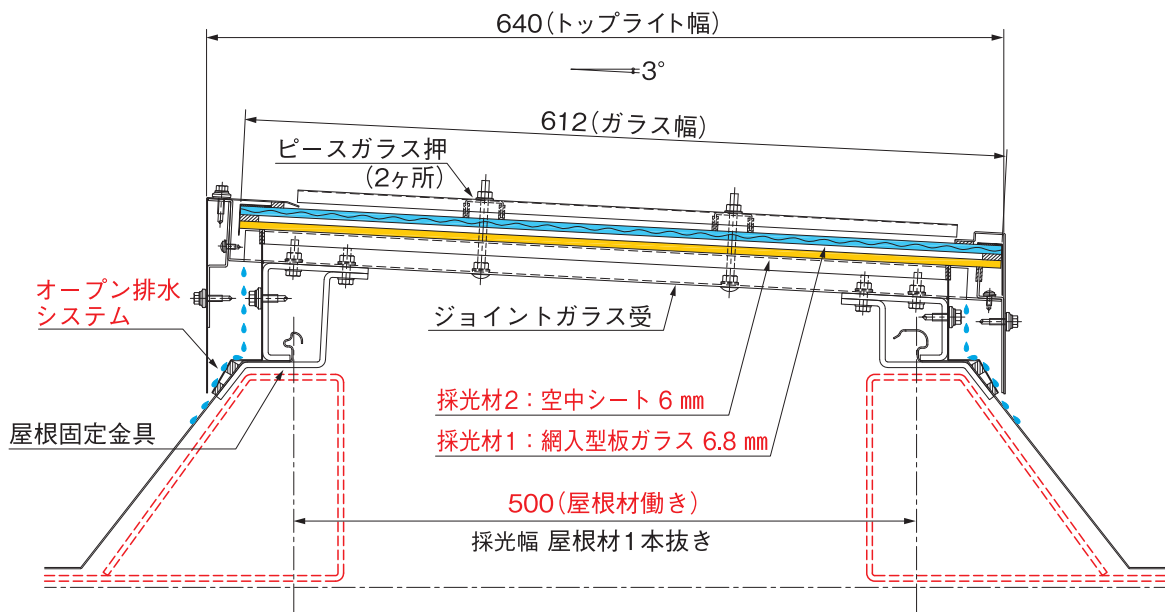 640(トップライト幅)
3°
612(ガラス幅)
ピースガラス押
(2ヶ所)
オープン排水
システム
ジョイントガラス受
採光材2:空中シート 6 mm
採光材1:網入型板ガラス 6.8 mm
屋根固定金具
500(屋根材働き)
採光幅 屋根材1本抜き